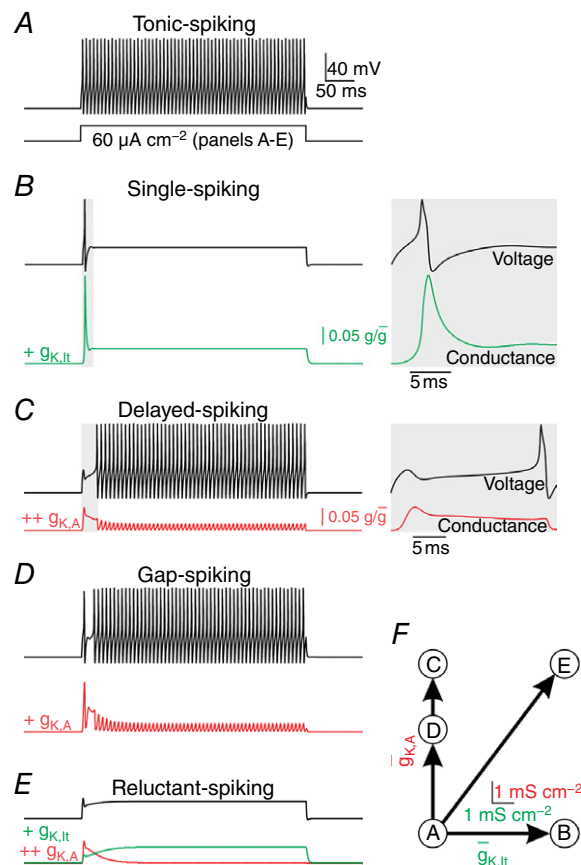 A
Tonic-spiking
40 mV
50 ms
60 µA cm−2 (panels A-E)
B
Single-spiking
Voltage
+ gK,lt
0.05 g/g̅
Conductance
5 ms
C
Delayed-spiking
Voltage
++ gK,A
0.05 g/g̅
Conductance
5 ms
D
Gap-spiking
+ gK,A
F
C
E
D
g̅K,A
1 mS cm−2
1 mS cm−2
A
B
g̅K,lt
E
Reluctant-spiking
+ gK,lt
++ gK,A